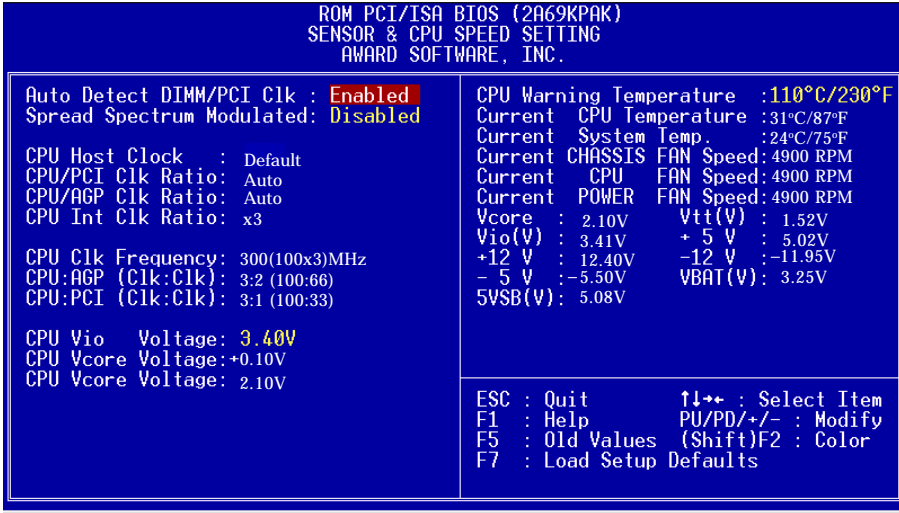 ROM PCI/ISA BIOS (2A69KPAK)
SENSOR & CPU SPEED SETTING
AWARD SOFTWARE, INC.
Auto Detect DIMM/PCI Clk : Enabled
Spread Spectrum Modulated: Disabled
CPU Host Clock : Default
CPU/PCI Clk Ratio: Auto
CPU/AGP Clk Ratio: Auto
CPU Int Clk Ratio: x3
CPU Clk Frequency: 300(100x3)MHz
CPU:AGP (Clk:Clk): 3:2 (100:66)
CPU:PCI (Clk:Clk): 3:1 (100:33)
CPU Vio Voltage: 3.40V
CPU Vcore Voltage:+0.10V
CPU Vcore Voltage: 2.10V
CPU Warning Temperature :110°C/230°F
Current CPU Temperature :31°C/87°F
Current System Temp. :24°C/75°F
Current CHASSIS FAN Speed: 4900 RPM
Current CPU FAN Speed: 4900 RPM
Current POWER FAN Speed: 4900 RPM
Vcore : 2.10V Vtt(V) : 1.52V
Vio(V) : 3.41V + 5 V : 5.02V
+12 V : 12.40V -12 V :-11.95V
- 5 V :-5.50V VBAT(V): 3.25V
5VSB(V): 5.08V
ESC : Quit ↑↓→← : Select Item
F1 : Help PU/PD/+/- : Modify
F5 : Old Values (Shift)F2 : Color
F7 : Load Setup Defaults